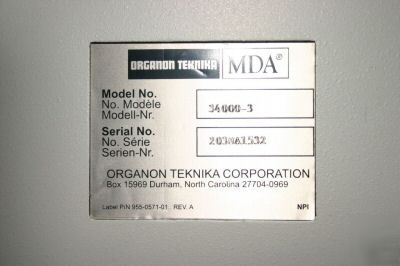 ORGANON TEKNIKA MDA®
Model No.
No. Modèle 34000-3
Modell-Nr.
Serial No.
No. Série 203MA1532
Serien-Nr.
ORGANON TEKNIKA CORPORATION
Box 15969 Durham, North Carolina 27704-0969
Label P/N 955-0571-01 REV. A NPI